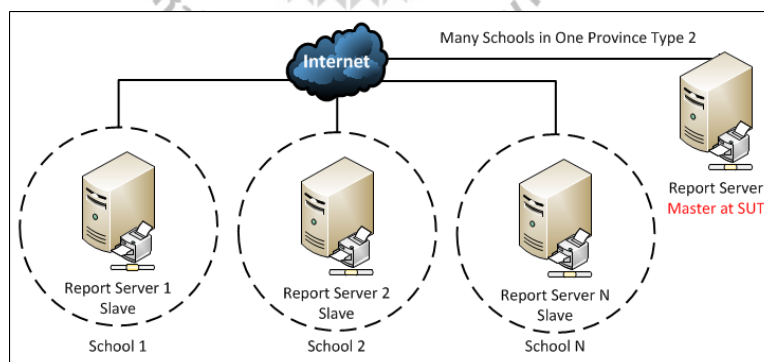 Many Schools in One Province Type 2
Internet
Report Server
Master at SUT
Report Server 1
Slave
Report Server 2
Slave
Report Server N
Slave
School 1
School 2
School N